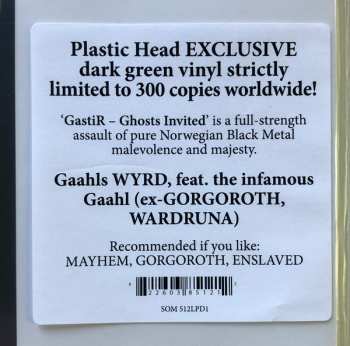 Plastic Head EXCLUSIVE
dark green vinyl strictly
limited to 300 copies worldwide!
‘GastiR – Ghosts Invited’ is a full-strength
assault of pure Norwegian Black Metal
malevolence and majesty.
Gaahls WYRD, feat. the infamous
Gaahl (ex-GORGOROTH,
WARDRUNA)
Recommended if you like:
MAYHEM, GORGOROTH, ENSLAVED
SOM 512LPD1